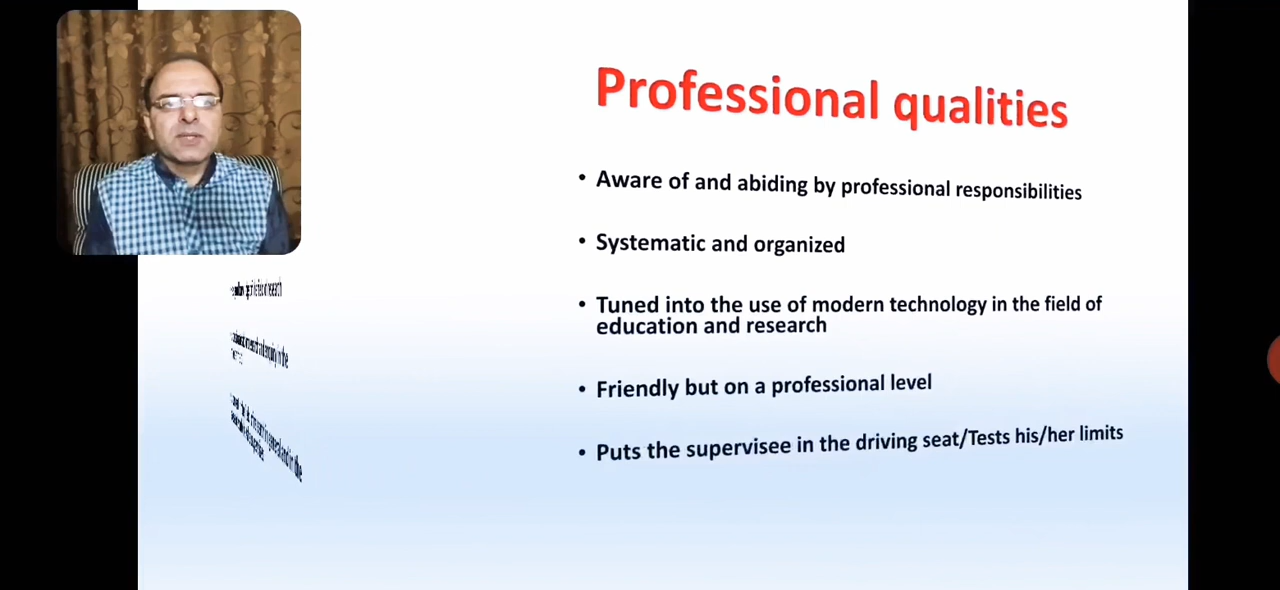 Professional qualities
• Aware of and abiding by professional responsibilities
• Systematic and organized
• Tuned into the use of modern technology in the field of
education and research
• Friendly but on a professional level
• Puts the supervisee in the driving seat/Tests his/her limits